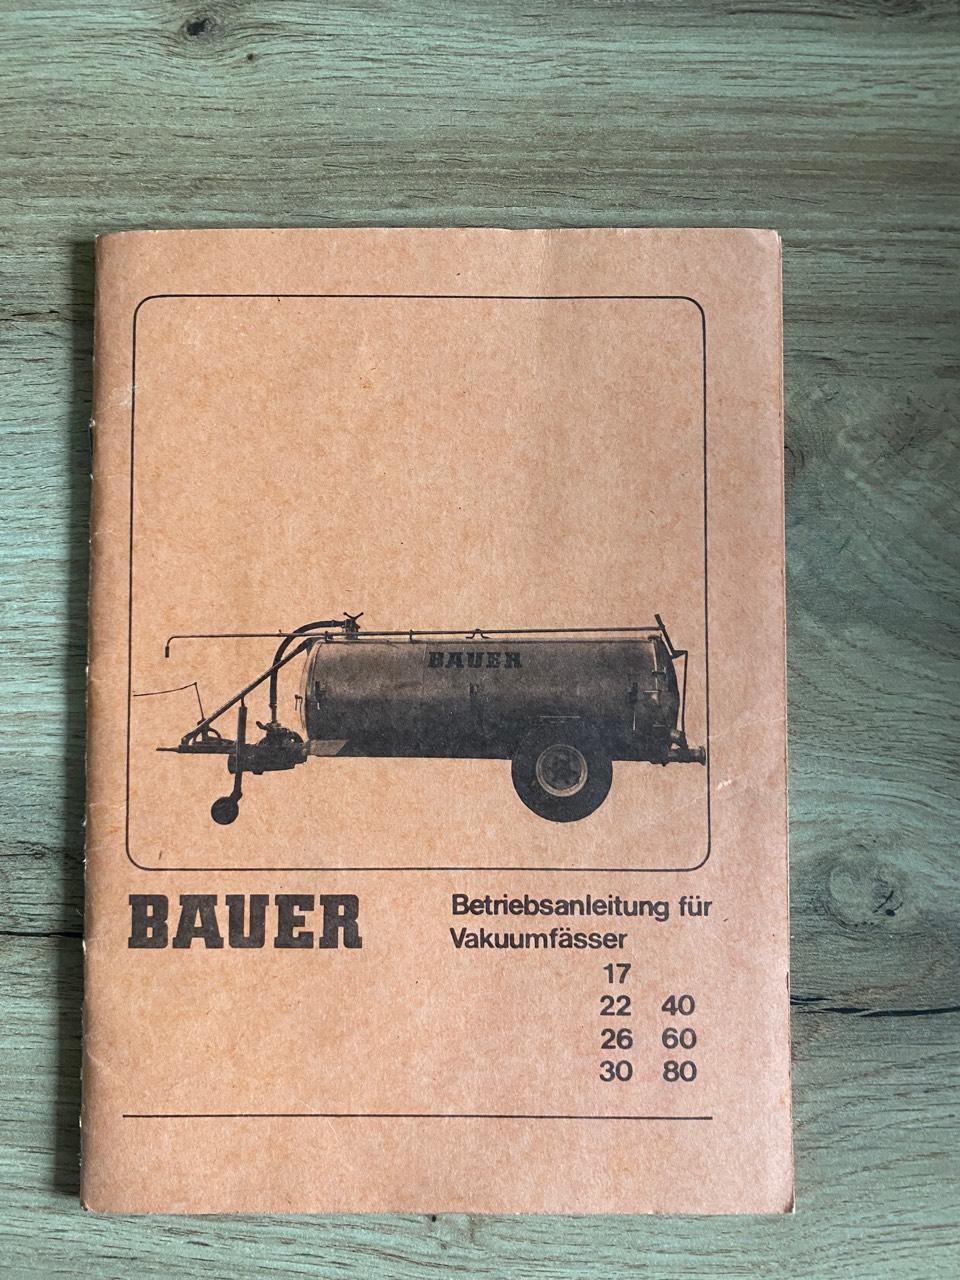 BAUER
BAUER
Betriebsanleitung für
Vakuumfässer
17
22 40
26 60
30 80